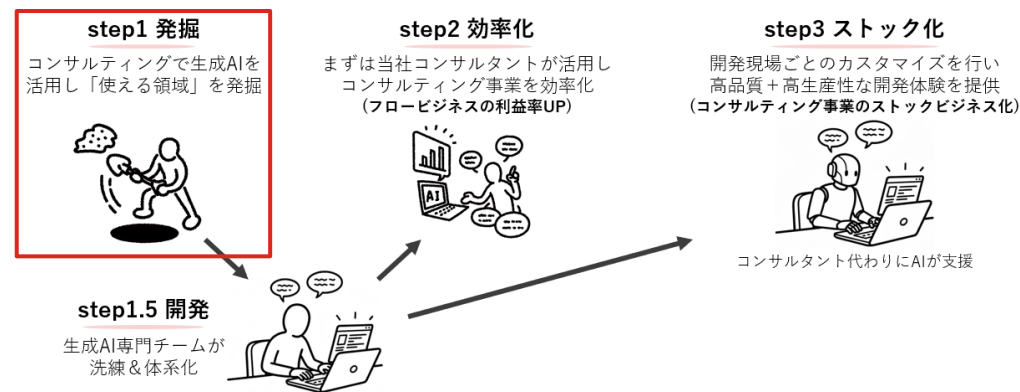 step1 発掘
コンサルティングで生成AIを
活用し「使える領域」を発掘
step1.5 開発
生成AI専門チームが
洗練＆体系化
step2 効率化
まずは当社コンサルタントが活用し
コンサルティング事業を効率化
(フロービジネスの利益率UP)
AI
step3 ストック化
開発現場ごとのカスタマイズを行い
高品質＋高生産性な開発体験を提供
(コンサルティング事業のストックビジネス化)
コンサルタント代わりにAIが支援